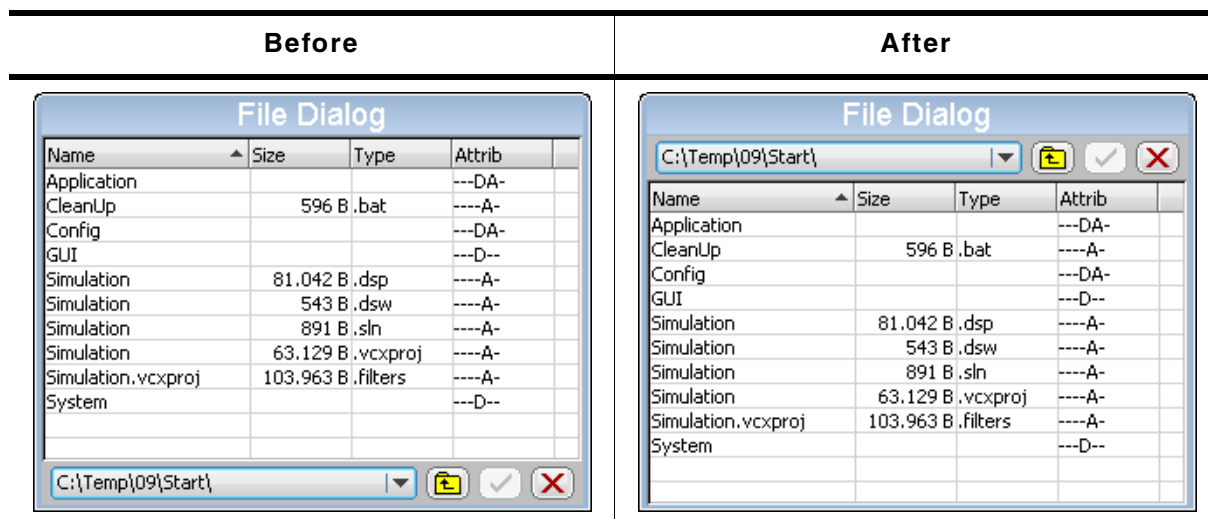 Before After
File Dialog
Name Size Type Attrib
Application ---DA-
CleanUp 596 B .bat ----A-
Config ---DA-
GUI ---D--
Simulation 81.042 B .dsp ----A-
Simulation 543 B .dsw ----A-
Simulation 891 B .sln ----A-
Simulation 63.129 B .vcxproj ----A-
Simulation.vcxproj 103.963 B .filters ----A-
System ---D--
C:\Temp\09\Start\
File Dialog
C:\Temp\09\Start\
Name Size Type Attrib
Application ---DA-
CleanUp 596 B .bat ----A-
Config ---DA-
GUI ---D--
Simulation 81.042 B .dsp ----A-
Simulation 543 B .dsw ----A-
Simulation 891 B .sln ----A-
Simulation 63.129 B .vcxproj ----A-
Simulation.vcxproj 103.963 B .filters ----A-
System ---D--